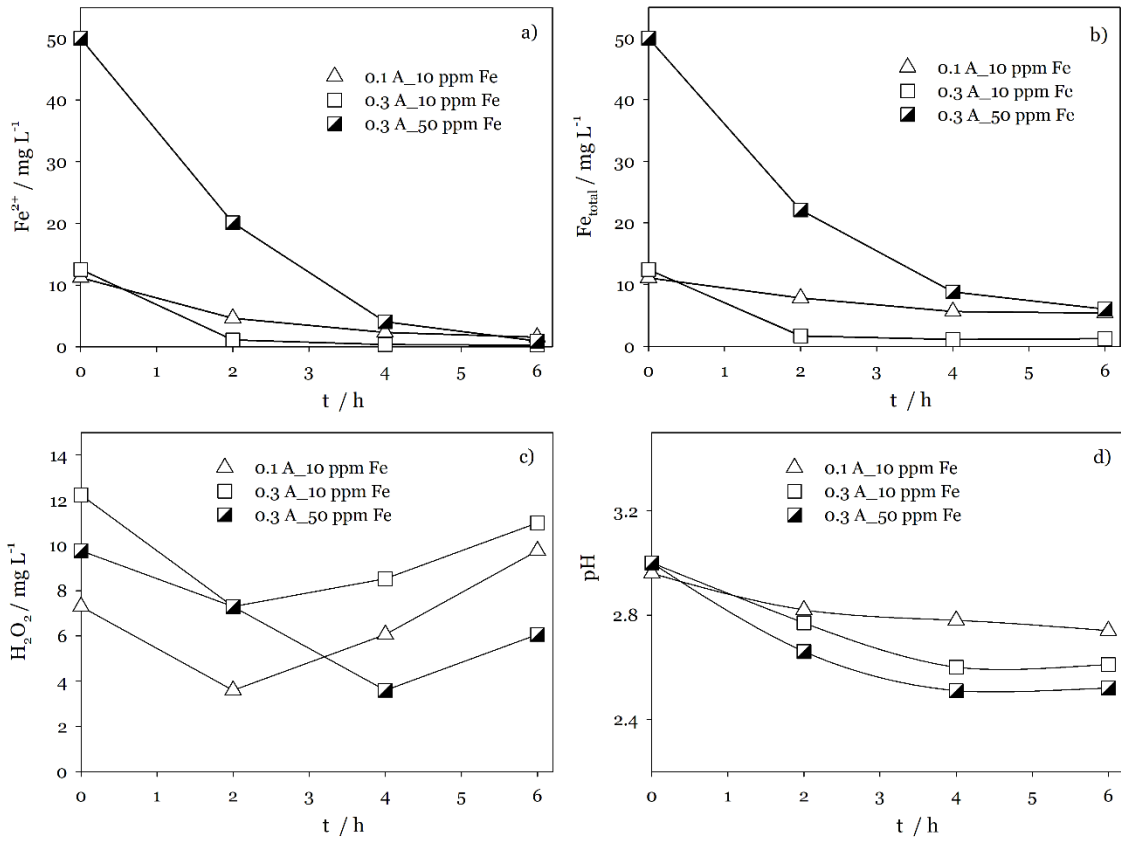 a)
0.1 A_10 ppm Fe
0.3 A_10 ppm Fe
0.3 A_50 ppm Fe
Fe²⁺ / mg L⁻¹
50
40
30
20
10
0
0 1 2 3 4 5 6
t / h
b)
0.1 A_10 ppm Fe
0.3 A_10 ppm Fe
0.3 A_50 ppm Fe
Fe_total / mg L⁻¹
50
40
30
20
10
0
0 1 2 3 4 5 6
t / h
c)
0.1 A_10 ppm Fe
0.3 A_10 ppm Fe
0.3 A_50 ppm Fe
H₂O₂ / mg L⁻¹
14
12
10
8
6
4
2
0
0 1 2 3 4 5 6
t / h
d)
0.1 A_10 ppm Fe
0.3 A_10 ppm Fe
0.3 A_50 ppm Fe
pH
3.2
2.8
2.4
0 1 2 3 4 5 6
t / h